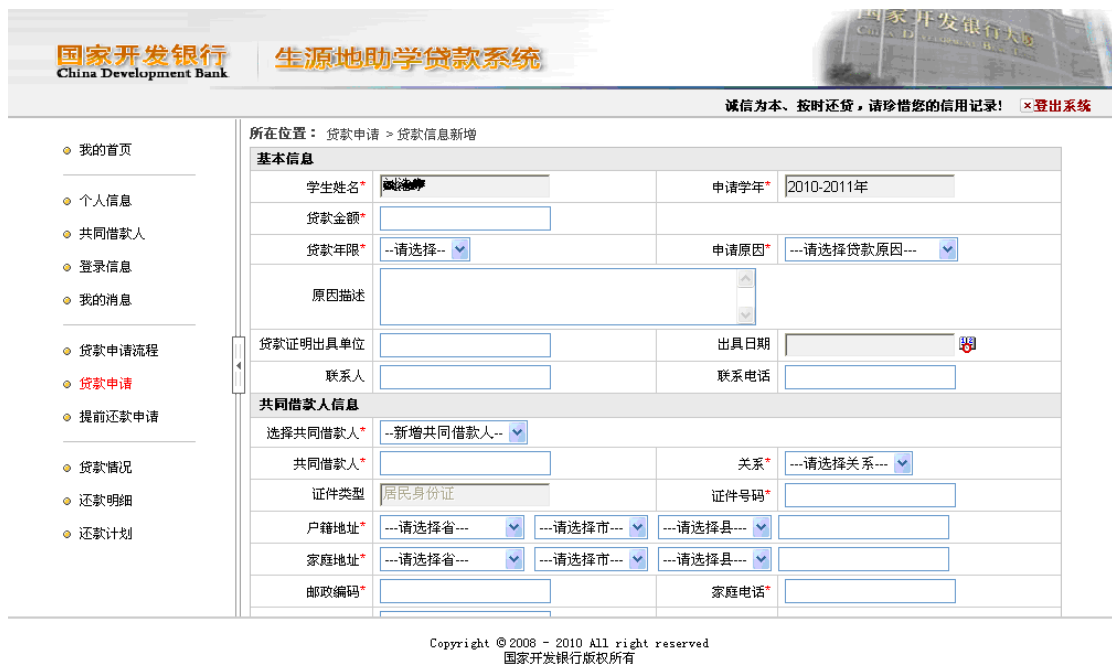 国家开发银行
China Development Bank
生源地助学贷款系统
国家开发银行大厦
诚信为本、按时还贷，请珍惜您的信用记录! 登出系统
我的首页
个人信息
共同借款人
登录信息
我的消息
贷款申请流程
贷款申请
提前还款申请
贷款情况
还款明细
还款计划
所在位置： 贷款申请 > 贷款信息新增
基本信息
学生姓名* 申请学年* 2010-2011年
贷款金额*
贷款年限* --请选择-- 申请原因* ---请选择贷款原因---
原因描述
贷款证明出具单位 出具日期
联系人 联系电话
共同借款人信息
选择共同借款人* --新增共同借款人--
共同借款人* 关系* ---请选择关系---
证件类型 居民身份证 证件号码*
户籍地址* ---请选择省--- ---请选择市--- ---请选择县---
家庭地址* ---请选择省--- ---请选择市--- ---请选择县---
邮政编码* 家庭电话*
Copyright ©2008 - 2010 All right reserved
国家开发银行版权所有